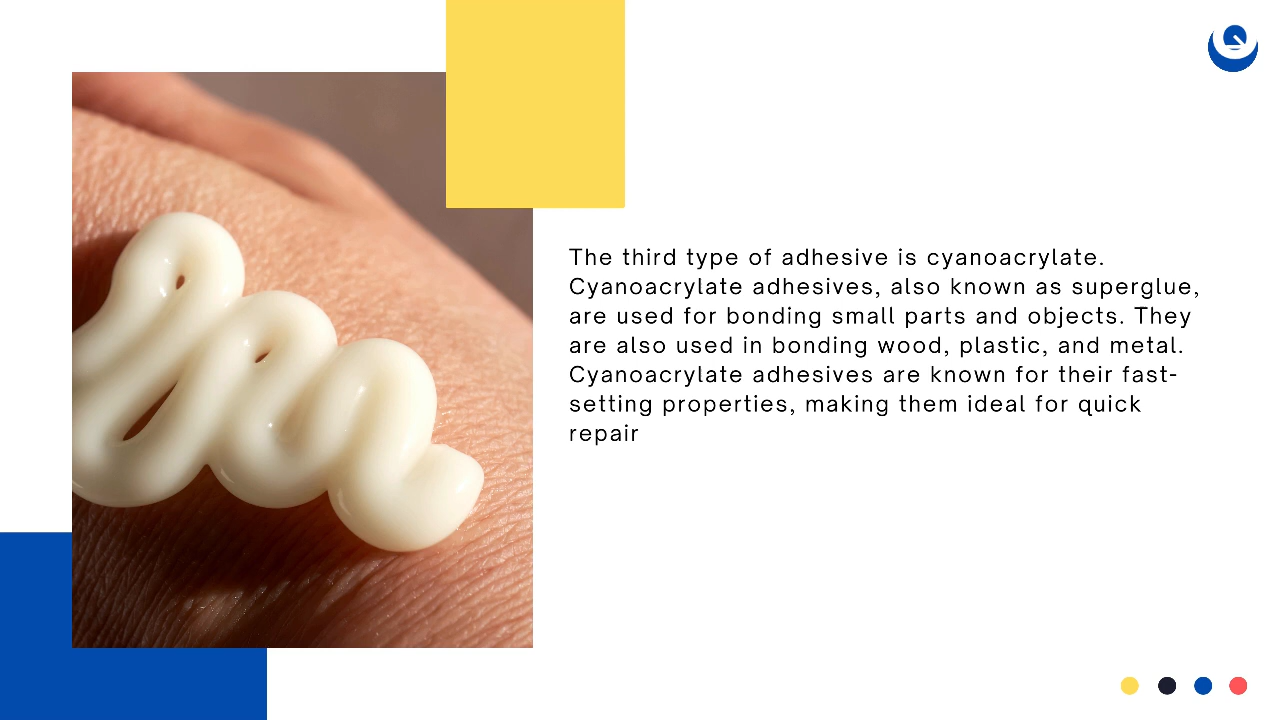 The third type of adhesive is cyanoacrylate.
Cyanoacrylate adhesives, also known as superglue,
are used for bonding small parts and objects. They
are also used in bonding wood, plastic, and metal.
Cyanoacrylate adhesives are known for their fast-
setting properties, making them ideal for quick
repair